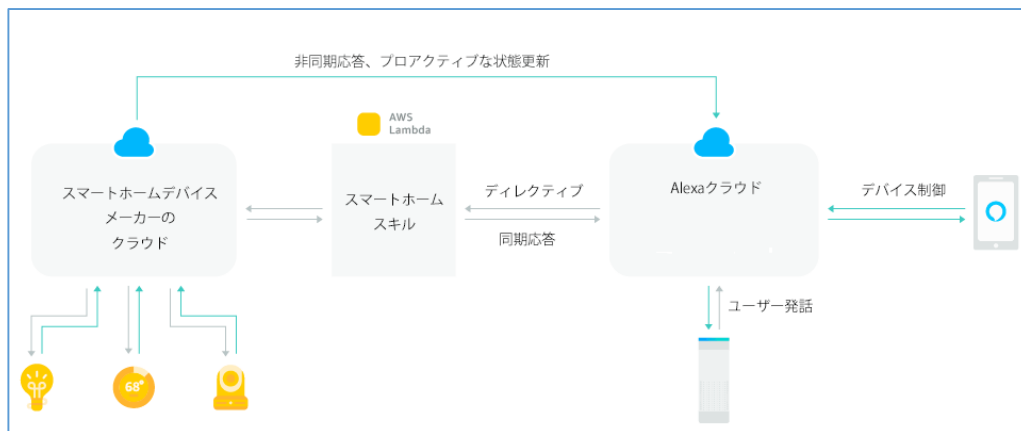 非同期応答、プロアクティブな状態更新
AWS
Lambda
スマートホームデバイス
メーカーの
クラウド
スマートホーム
スキル
ディレクティブ
同期応答
Alexaクラウド
デバイス制御
ユーザー発話
68°